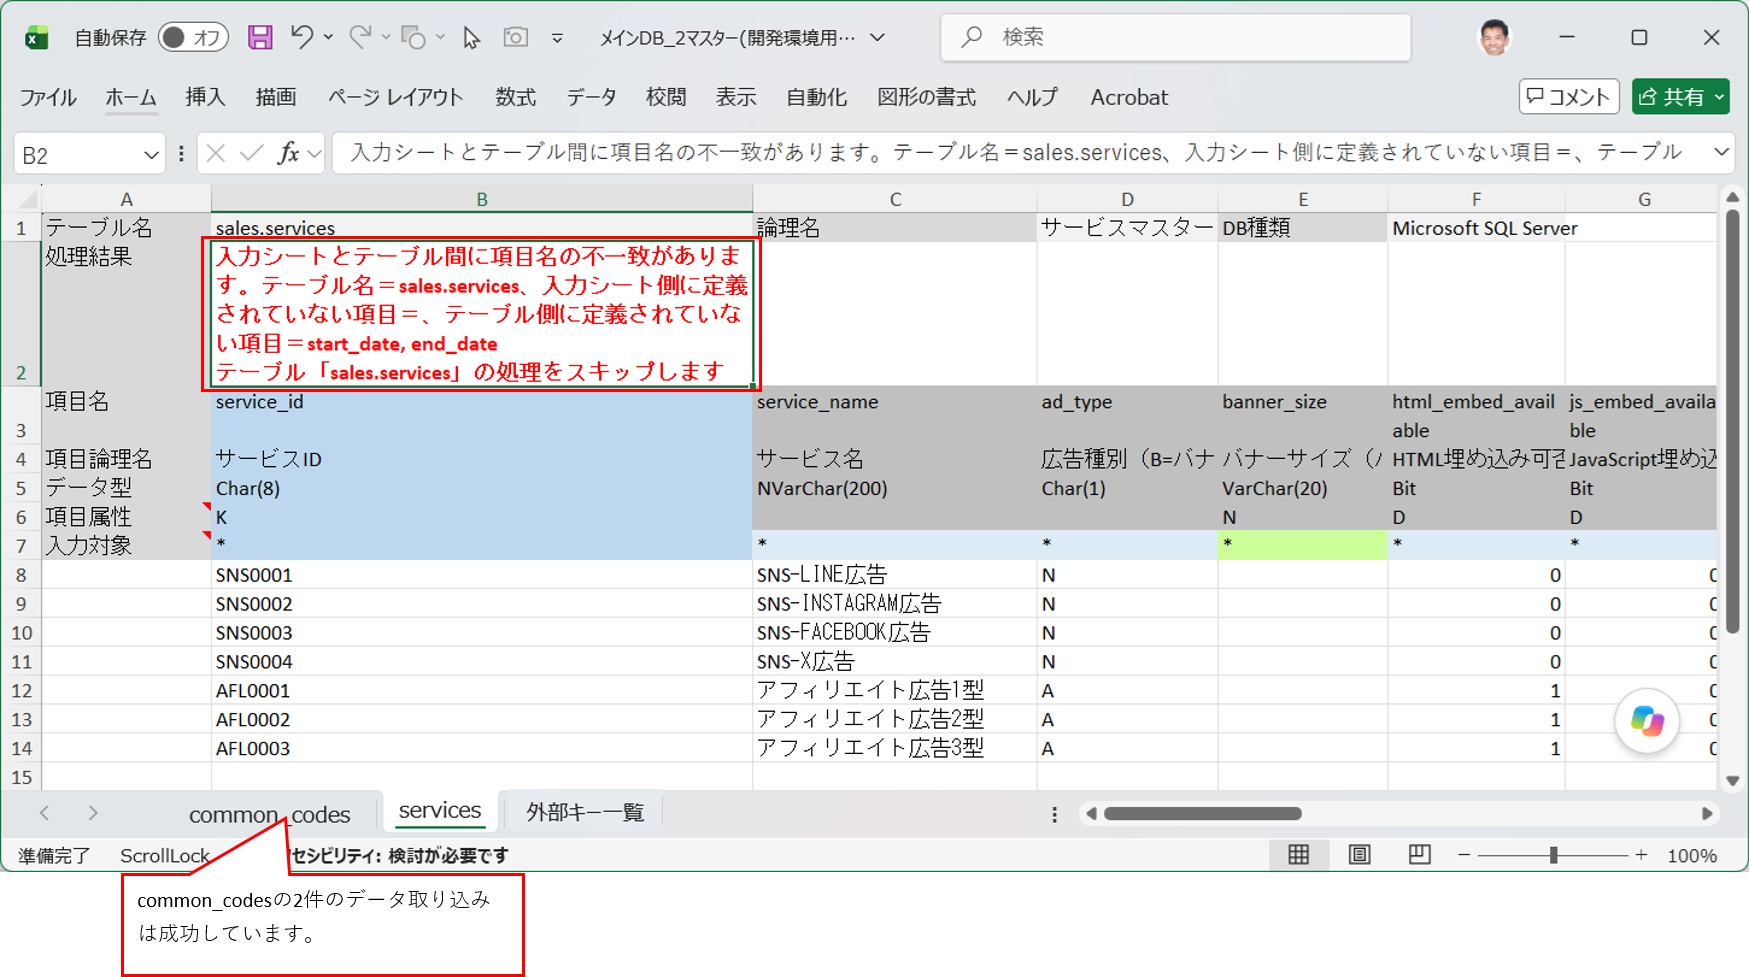 自動保存 オフ メインDB_2マスター(開発環境用… 検索
ファイル ホーム 挿入 描画 ページ レイアウト 数式 データ 校閲 表示 自動化 図形の書式 ヘルプ Acrobat コメント 共有
B2 fx 入力シートとテーブル間に項目名の不一致があります。テーブル名＝sales.services、入力シート側に定義されていない項目＝、テーブル
A B C D E F G
1 テーブル名 sales.services 論理名 サービスマスター DB種類 Microsoft SQL Server
2 処理結果 入力シートとテーブル間に項目名の不一致がありま
す。テーブル名＝sales.services、入力シート側に定義
されていない項目＝、テーブル側に定義されていな
い項目＝start_date, end_date
テーブル「sales.services」の処理をスキップします
3 項目名 service_id service_name ad_type banner_size html_embed_avail js_embed_availa
able ble
4 項目論理名 サービスID サービス名 広告種別（B=バナ バナーサイズ（ HTML埋め込み可 JavaScript埋め込
5 データ型 Char(8) NVarChar(200) Char(1) VarChar(20) Bit Bit
6 項目属性 K N D D
7 入力対象 * * * * * *
8 SNS0001 SNS-LINE広告 N 0 0
9 SNS0002 SNS-INSTAGRAM広告 N 0 0
10 SNS0003 SNS-FACEBOOK広告 N 0 0
11 SNS0004 SNS-X広告 N 0 0
12 AFL0001 アフィリエイト広告1型 A 1 0
13 AFL0002 アフィリエイト広告2型 A 1 0
14 AFL0003 アフィリエイト広告3型 A 1 0
15
common_codes services 外部キー一覧
準備完了 ScrollLock セシビリティ: 検討が必要です 100%
common_codesの2件のデータ取り込み
は成功しています。